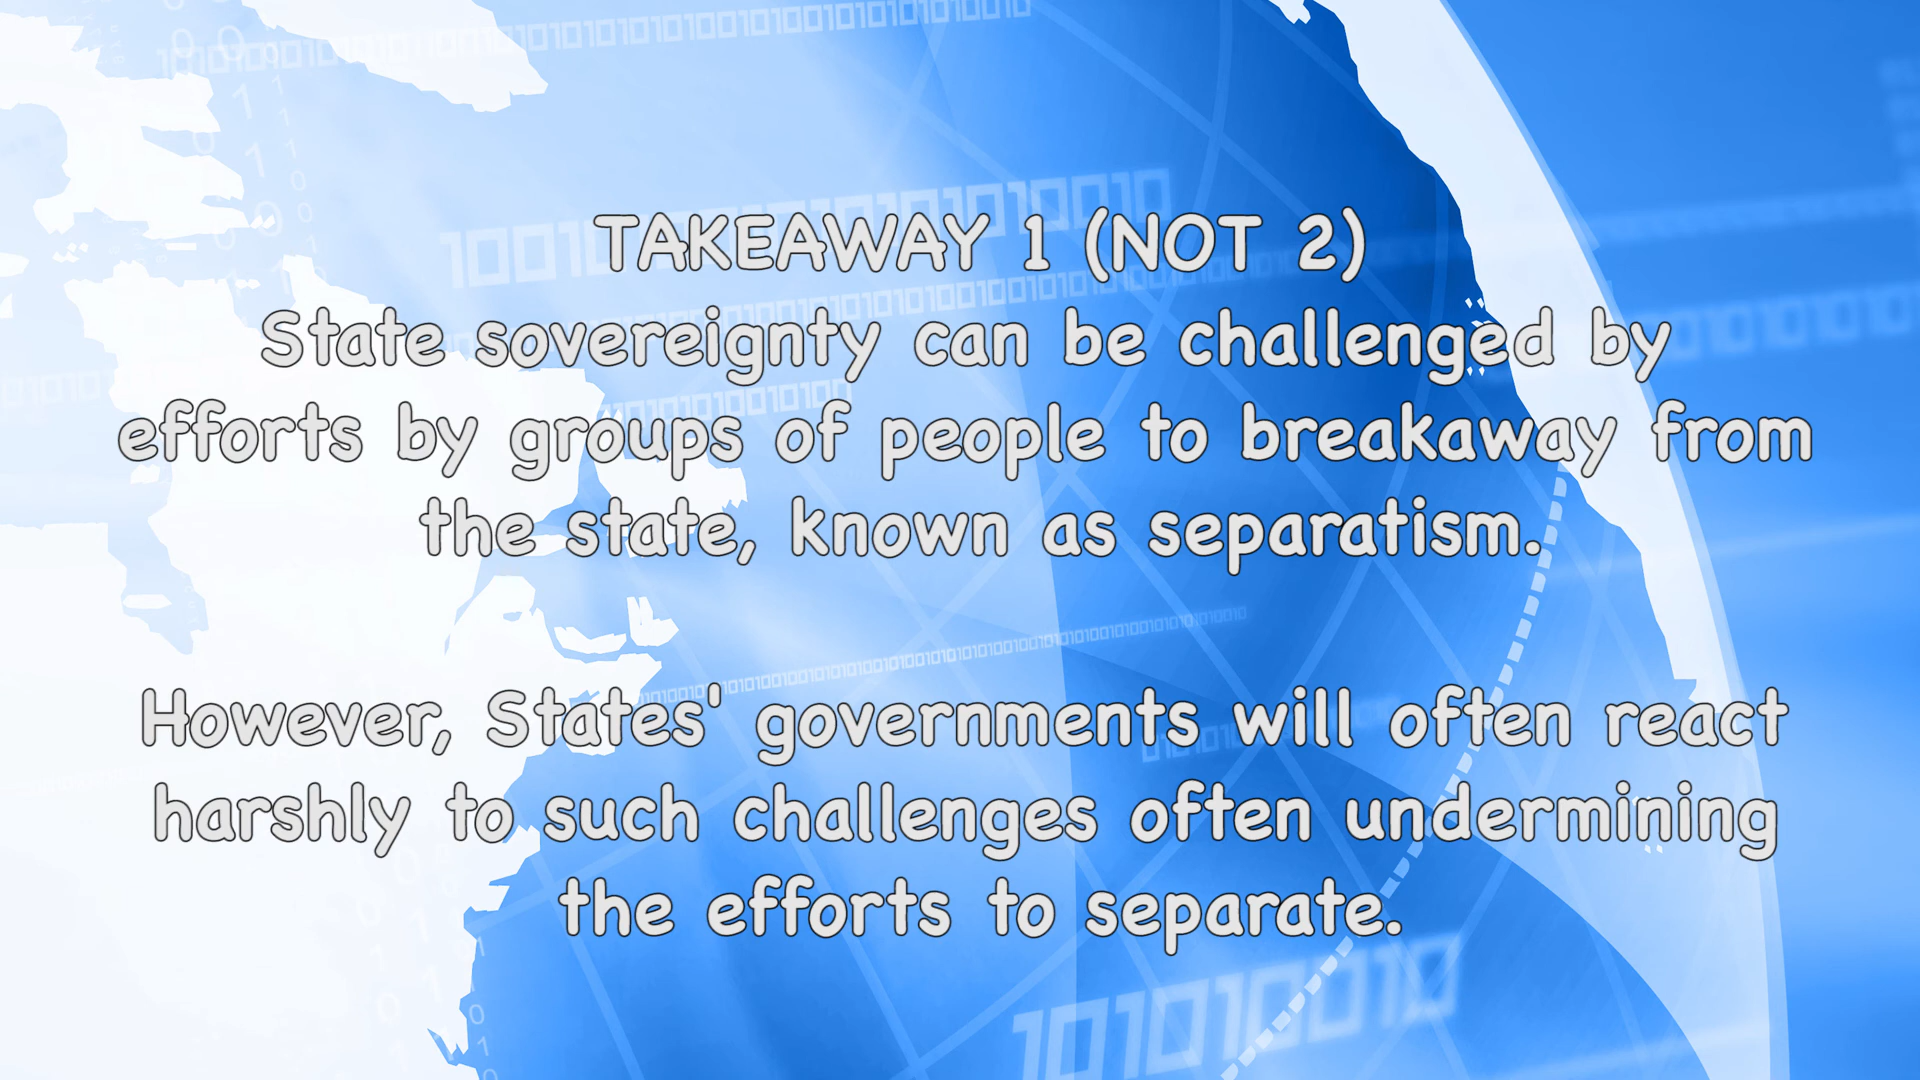 TAKEAWAY 1 (NOT 2)
State sovereignty can be challenged by
efforts by groups of people to breakaway from
the state, known as separatism.
However, States' governments will often react
harshly to such challenges often undermining
the efforts to separate.